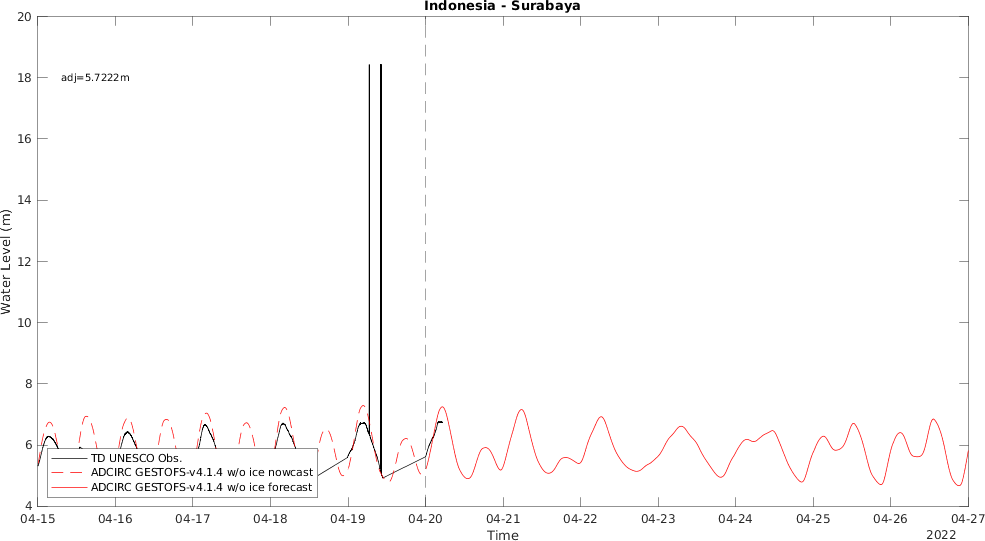 Indonesia - Surabaya
20
18
16
14
12
10
8
6
4
Water Level (m)
adj=5.7222m
TD UNESCO Obs.
ADCIRC GESTOFS-v4.1.4 w/o ice nowcast
ADCIRC GESTOFS-v4.1.4 w/o ice forecast
04-15 04-16 04-17 04-18 04-19 04-20 04-21 04-22 04-23 04-24 04-25 04-26 04-27
Time
2022